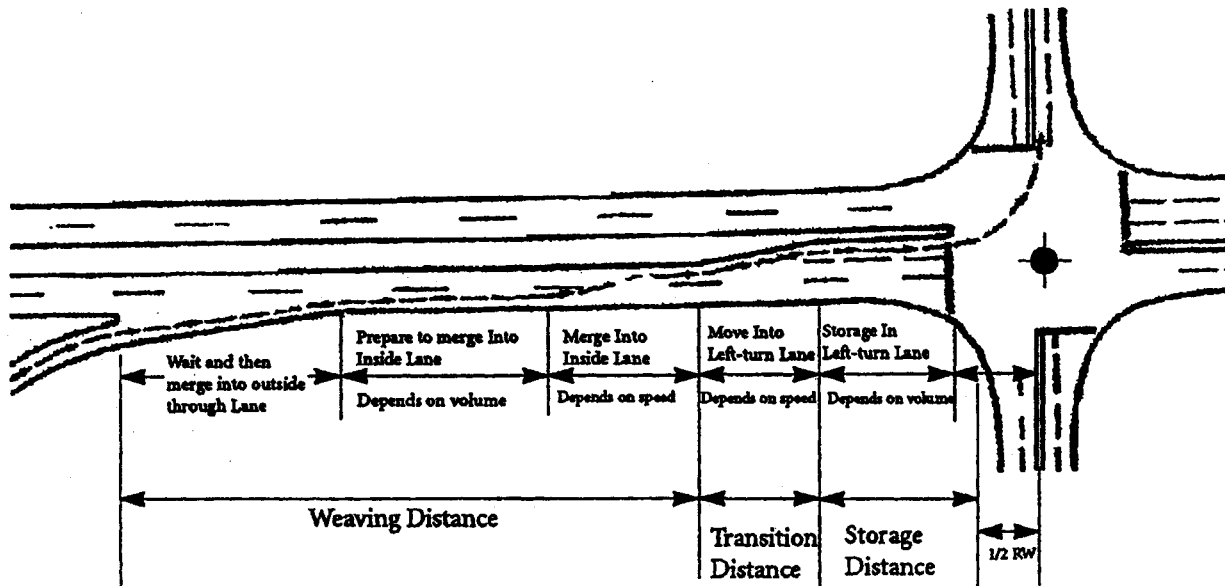 Wait and then
merge into outside
through Lane
Prepare to merge Into
Inside Lane
Depends on volume
Merge Into
Inside Lane
Depends on speed
Move Into
Left-turn Lane
Depends on speed
Storage In
Left-turn Lane
Depends on volume
Weaving Distance
Transition
Distance
Storage
Distance
1/2 RW